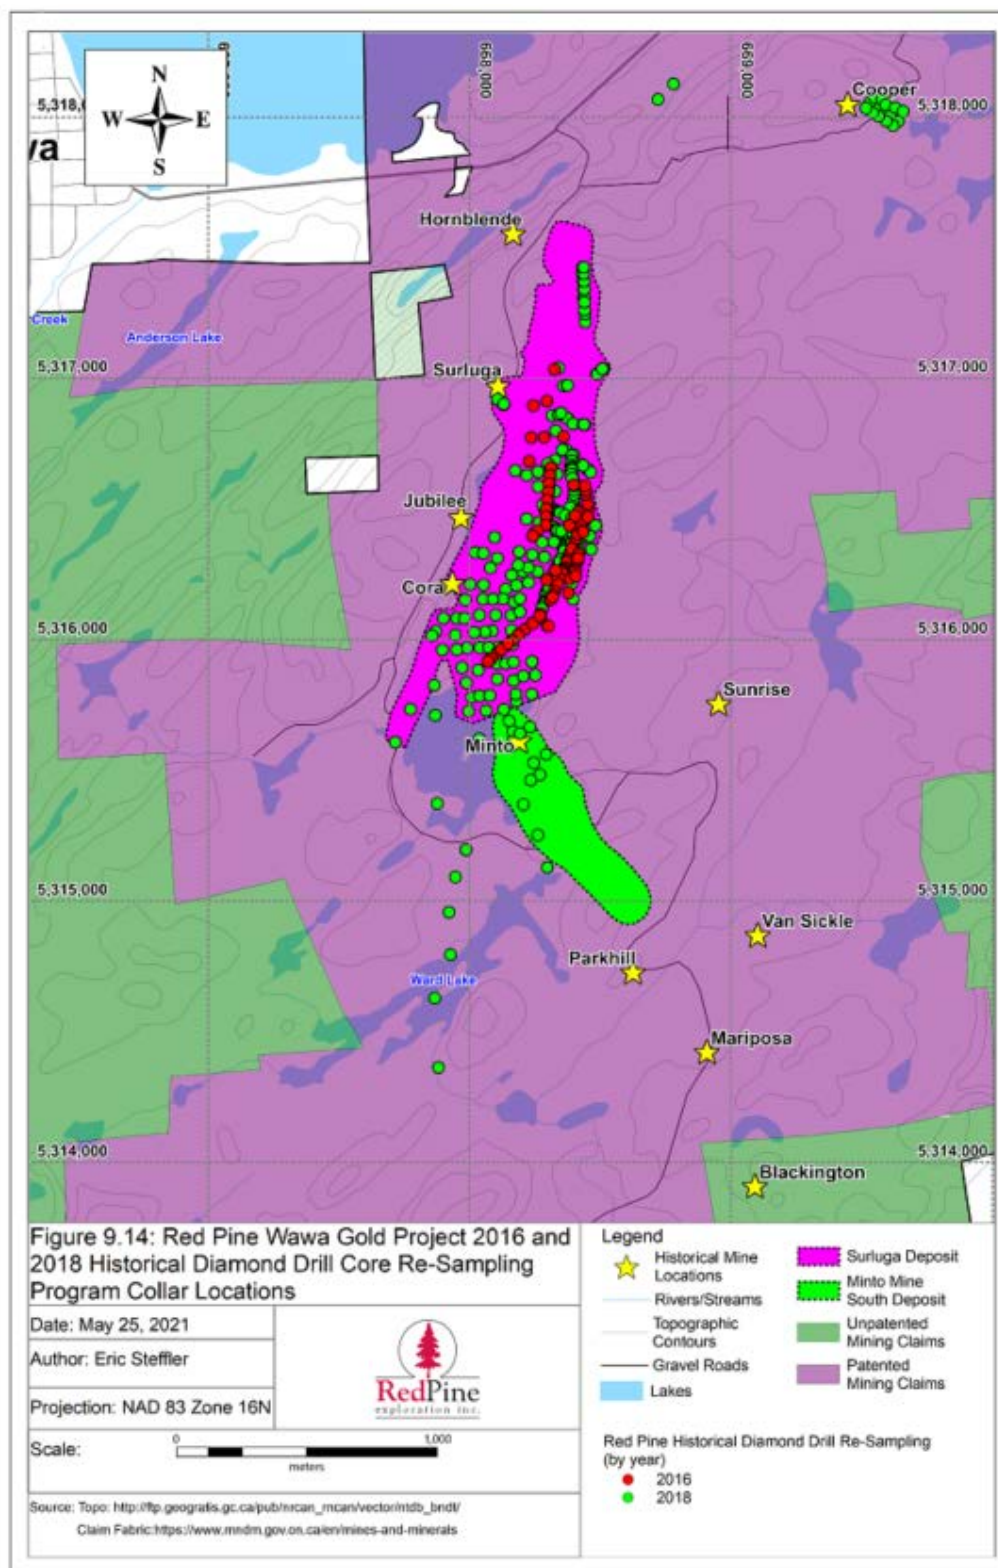 N
W E
S
668,000
669,000
5,318,000
Cooper
Hornblende
Creek
Anderson Lake
5,317,000
5,317,000
Surluga
Jubilee
Cora
5,316,000
5,316,000
Sunrise
Minto
5,315,000
5,315,000
Van Sickle
Parkhill
Ward Lake
Mariposa
5,314,000
5,314,000
Blackington
Figure 9.14: Red Pine Wawa Gold Project 2016 and
2018 Historical Diamond Drill Core Re-Sampling
Program Collar Locations
Date: May 25, 2021
Author: Eric Steffler
Projection: NAD 83 Zone 16N
RedPine
exploration inc.
Scale:
0 1,000
meters
Legend
Historical Mine
Locations
Rivers/Streams
Topographic
Contours
Gravel Roads
Lakes
Surluga Deposit
Minto Mine
South Deposit
Unpatented
Mining Claims
Patented
Mining Claims
Red Pine Historical Diamond Drill Re-Sampling
(by year)
2016
2018
Source: Topo: http://ftp.geogratis.gc.ca/pub/nrcan_rncan/vector/ntdb_bndt/
Claim Fabric:https://www.mndm.gov.on.ca/en/mines-and-minerals